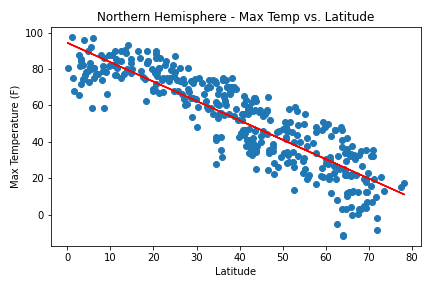 Northern Hemisphere - Max Temp vs. Latitude
100
80
60
40
20
0
Max Temperature (F)
0 10 20 30 40 50 60 70 80
Latitude